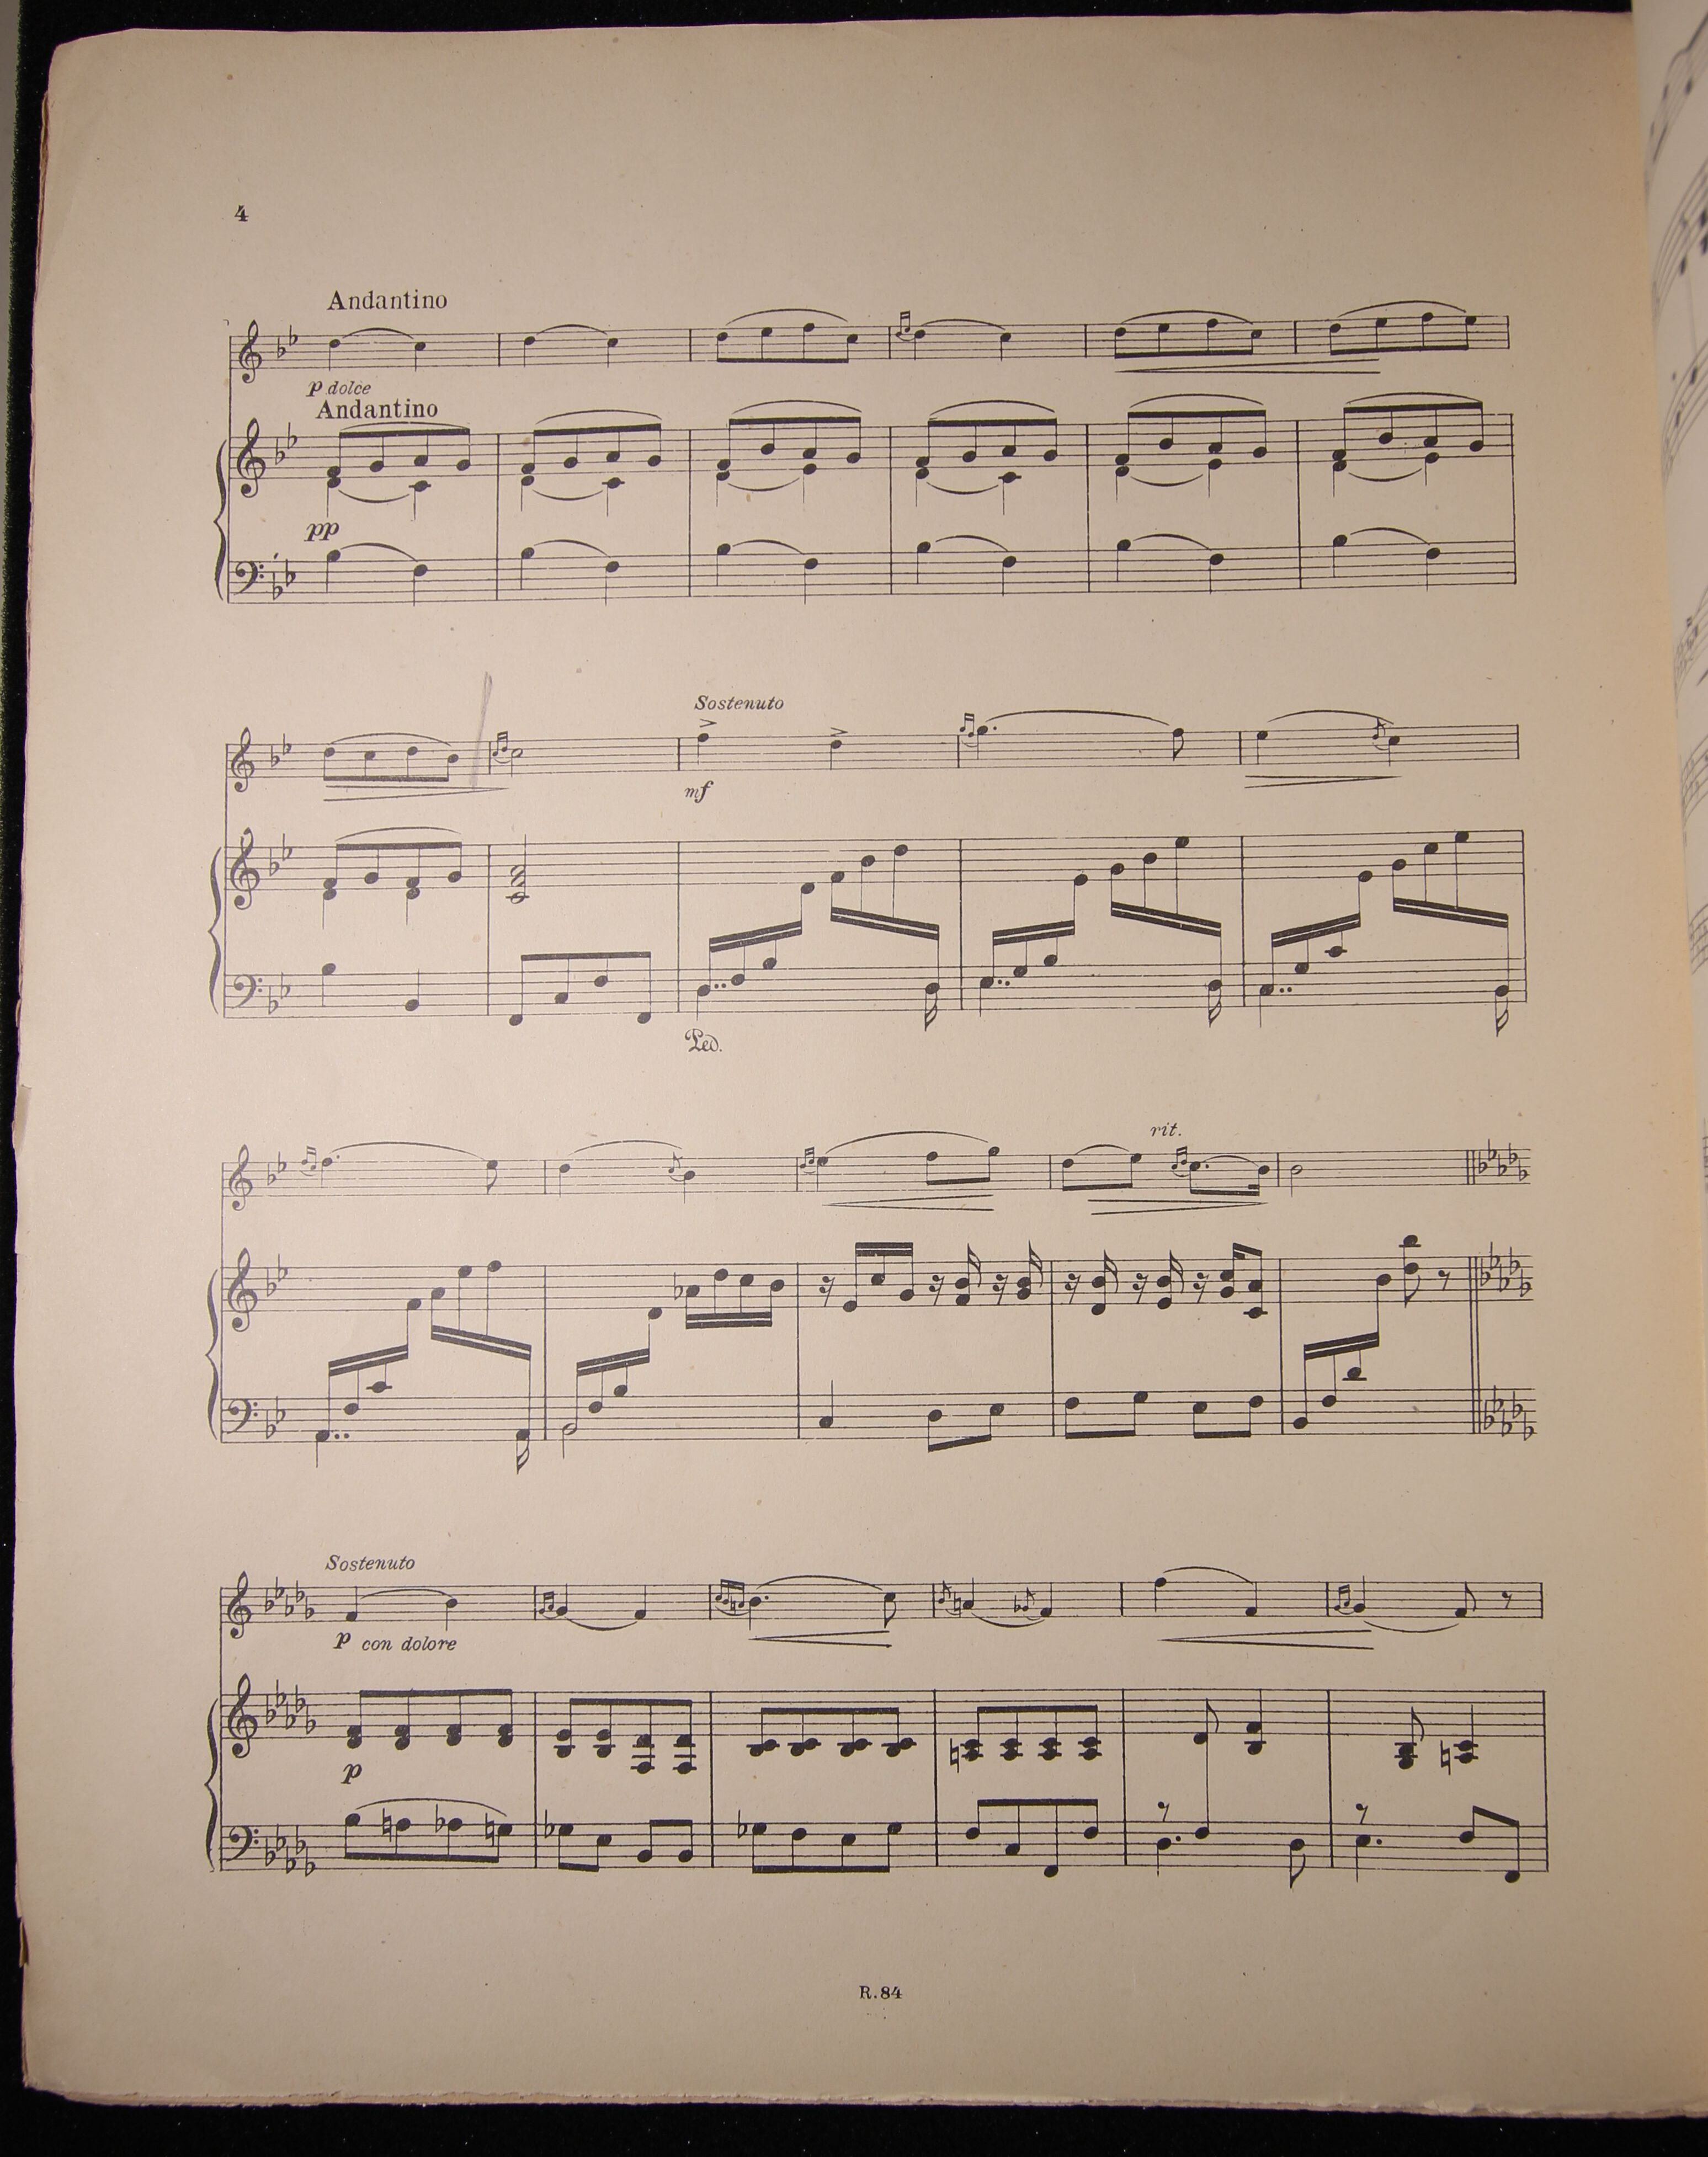 4
Andantino
p dolce
Andantino
pp
Sostenuto
mf
Ped.
rit.
Sostenuto
p con dolore
p
R. 84